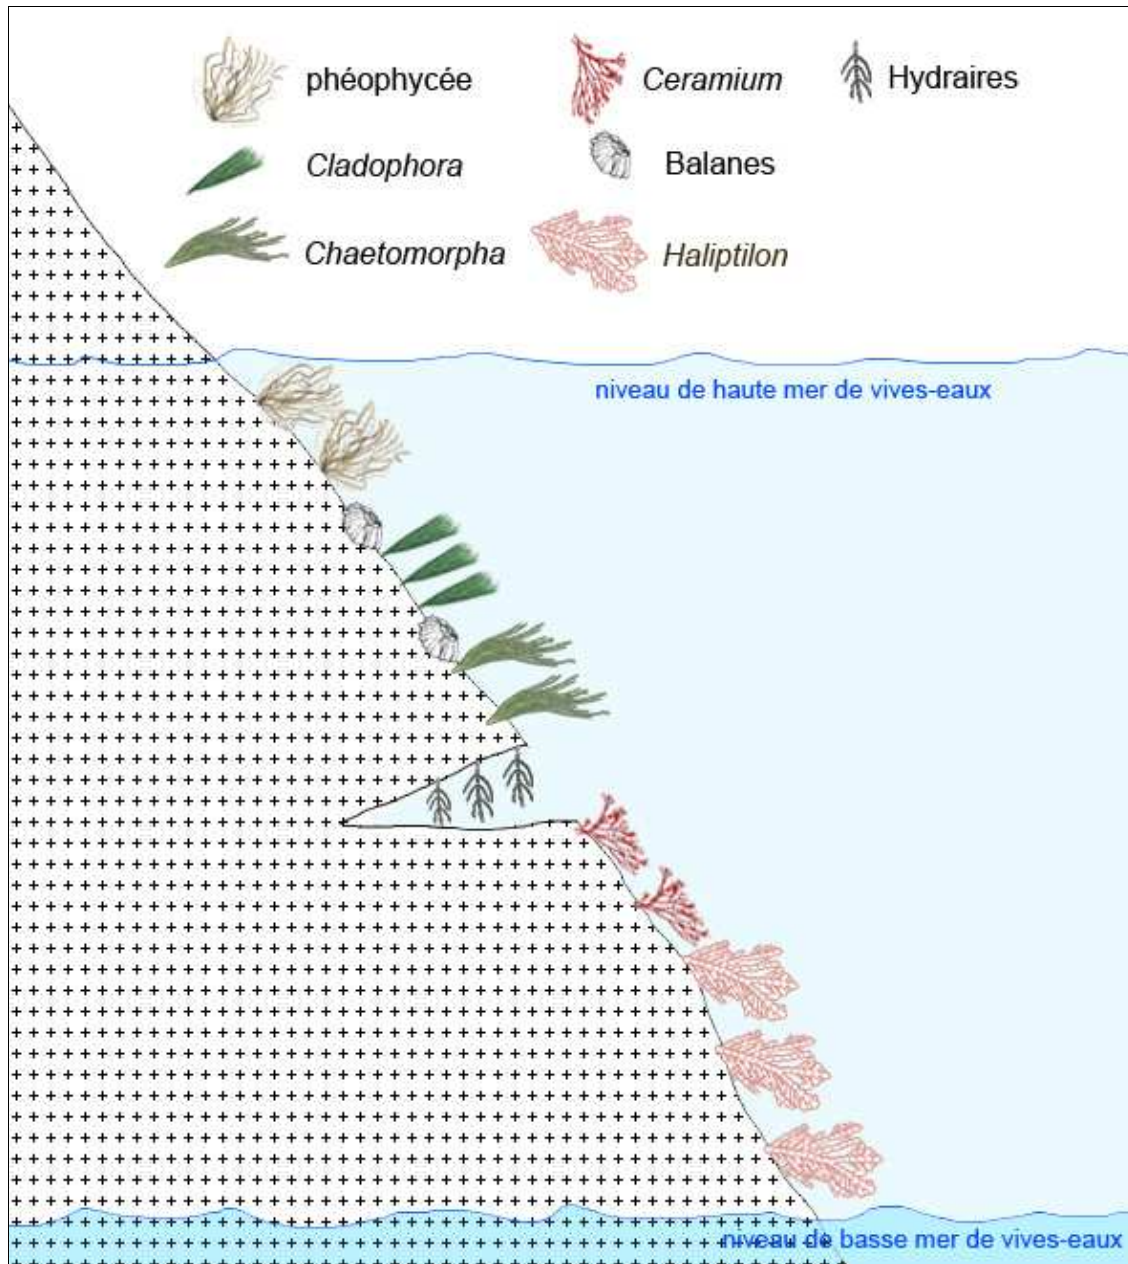 phéophycée
Ceramium
Hydraires
Cladophora
Balanes
Chaetomorpha
Haliptilon
niveau de haute mer de vives-eaux
niveau de basse mer de vives-eaux